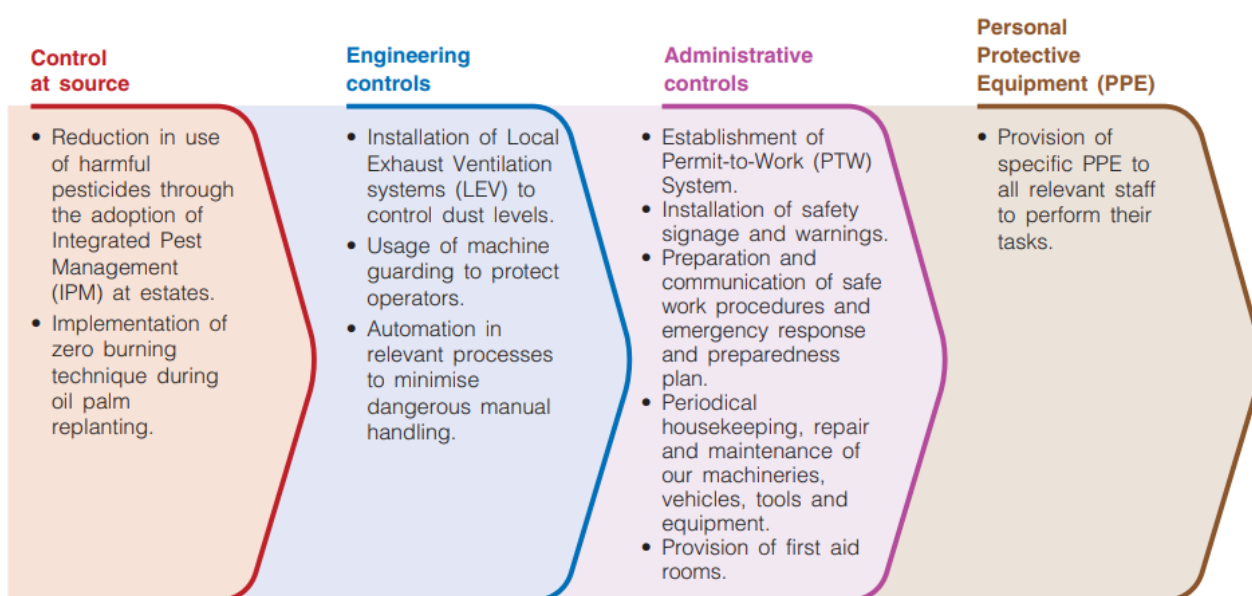 Control
at source
• Reduction in use
of harmful
pesticides through
the adoption of
Integrated Pest
Management
(IPM) at estates.
• Implementation of
zero burning
technique during
oil palm
replanting.
Engineering
controls
• Installation of Local
Exhaust Ventilation
systems (LEV) to
control dust levels.
• Usage of machine
guarding to protect
operators.
• Automation in
relevant processes
to minimise
dangerous manual
handling.
Administrative
controls
• Establishment of
Permit-to-Work (PTW)
System.
• Installation of safety
signage and warnings.
• Preparation and
communication of safe
work procedures and
emergency response
and preparedness
plan.
• Periodical
housekeeping, repair
and maintenance of
our machineries,
vehicles, tools and
equipment.
• Provision of first aid
rooms.
Personal
Protective
Equipment (PPE)
• Provision of
specific PPE to
all relevant staff
to perform their
tasks.